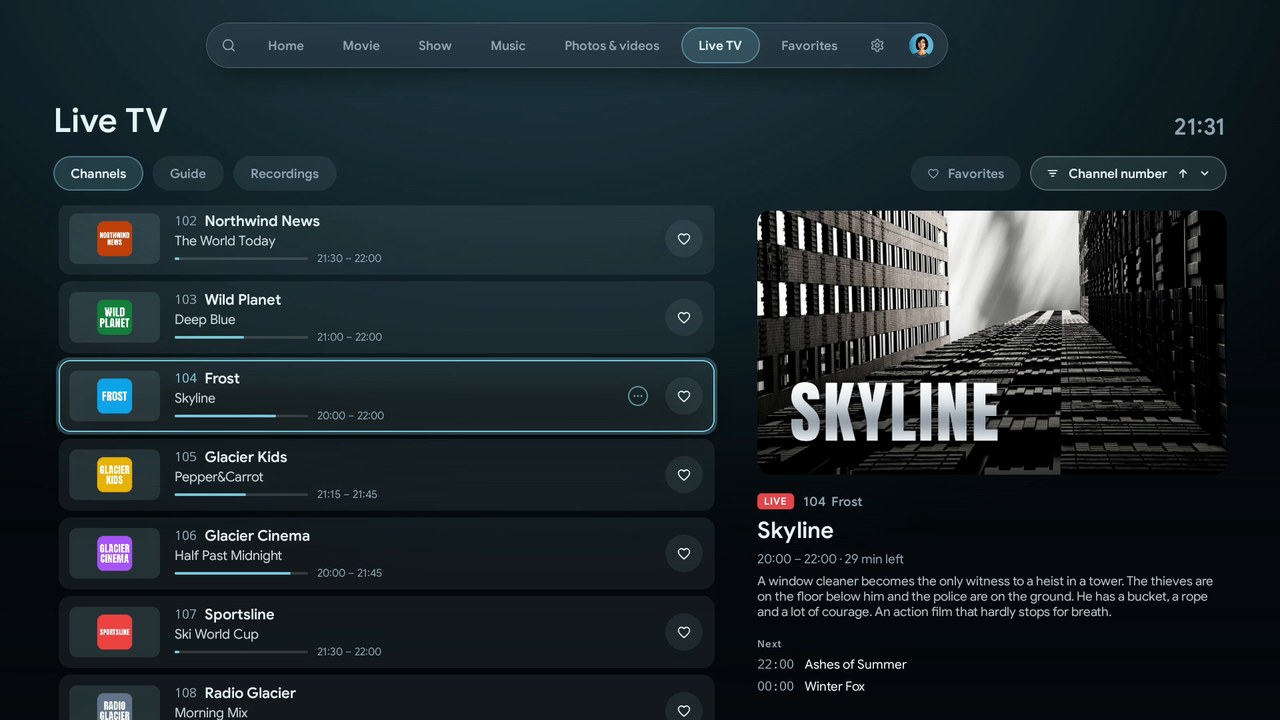 Home
Movie
Show
Music
Photos & videos
Live TV
Favorites
Live TV
21:31
Channels
Guide
Recordings
Favorites
Channel number
NORTHWIND
NEWS
102 Northwind News
The World Today
21:30 – 22:00
WILD
PLANET
103 Wild Planet
Deep Blue
21:00 – 22:00
FROST
104 Frost
Skyline
20:00 – 22:00
GLACIER
KIDS
105 Glacier Kids
Pepper&Carrot
21:15 – 21:45
GLACIER
CINEMA
106 Glacier Cinema
Half Past Midnight
20:00 – 21:45
SPORTSLINE
107 Sportsline
Ski World Cup
21:30 – 22:00
RADIO
GLACIER
108 Radio Glacier
Morning Mix
SKYLINE
LIVE 104 Frost
Skyline
20:00 – 22:00 · 29 min left
A window cleaner becomes the only witness to a heist in a tower. The thieves are
on the floor below him and the police are on the ground. He has a bucket, a rope
and a lot of courage. An action film that hardly stops for breath.
Next
22:00 Ashes of Summer
00:00 Winter Fox